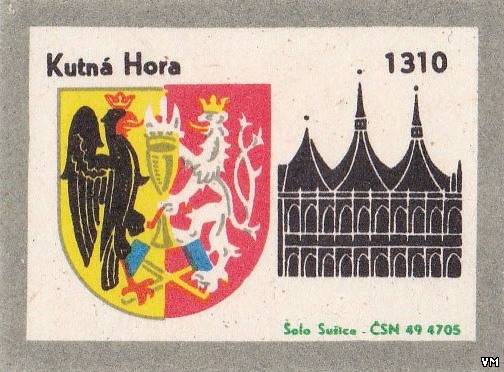 Kutná Hora
1310
Solo Sušice - ČSN 49 4705
VM